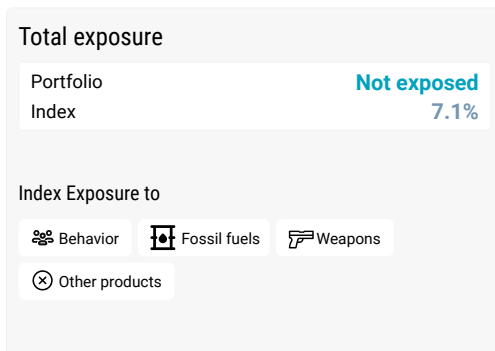 Total exposure
Portfolio Not exposed
Index 7.1%
Index Exposure to
Behavior Fossil fuels Weapons
Other products